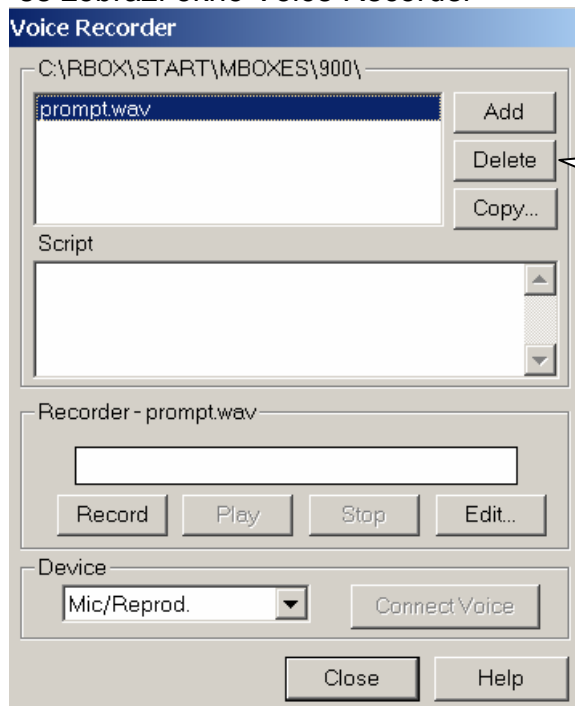 Voice Recorder
C:\RBOX\START\MBOXES\900\
prompt.wav
Add
Delete
Copy...
Script
Recorder - prompt.wav
Record Play Stop Edit...
Device
Mic/Reprod. Connect Voice
Close Help